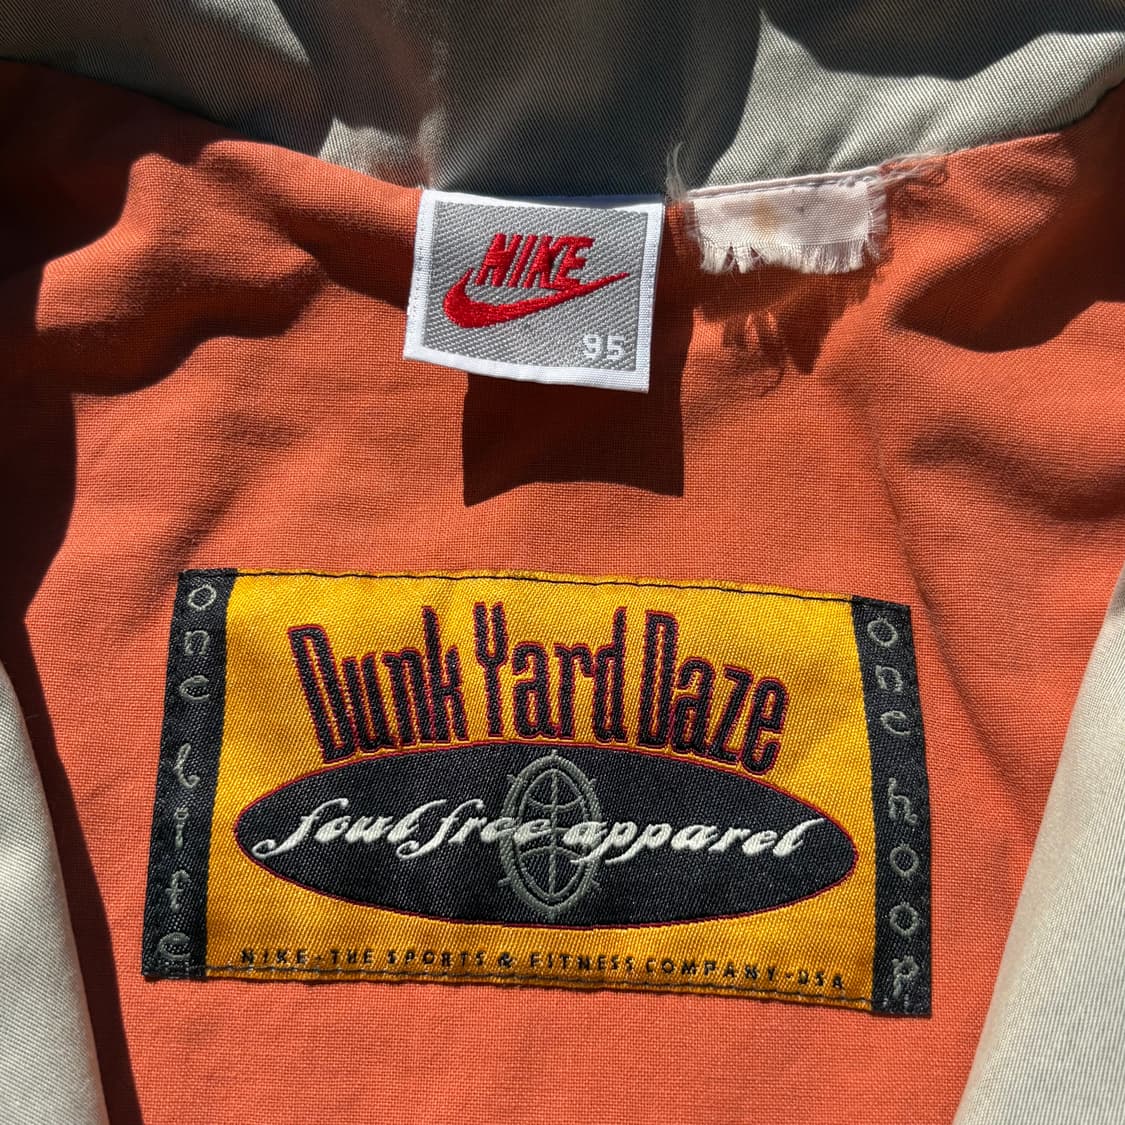 NIKE
95
one life
Dunk Yard Daze
foul free apparel
NIKE-THE SPORTS & FITNESS COMPANY-USA
one hoop